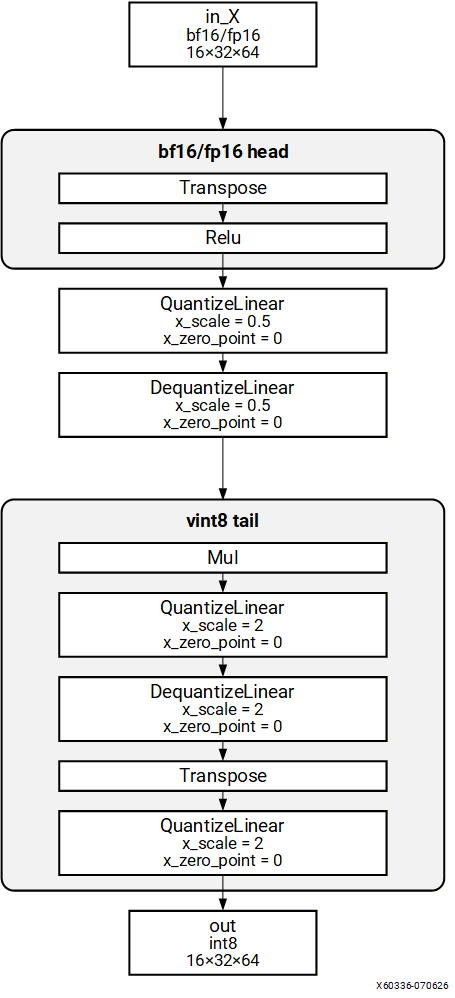 in_X
bf16/fp16
16×32×64
bf16/fp16 head
Transpose
Relu
QuantizeLinear
x_scale = 0.5
x_zero_point = 0
DequantizeLinear
x_scale = 0.5
x_zero_point = 0
vint8 tail
Mul
QuantizeLinear
x_scale = 2
x_zero_point = 0
DequantizeLinear
x_scale = 2
x_zero_point = 0
Transpose
QuantizeLinear
x_scale = 2
x_zero_point = 0
out
int8
16×32×64
X60336-070626